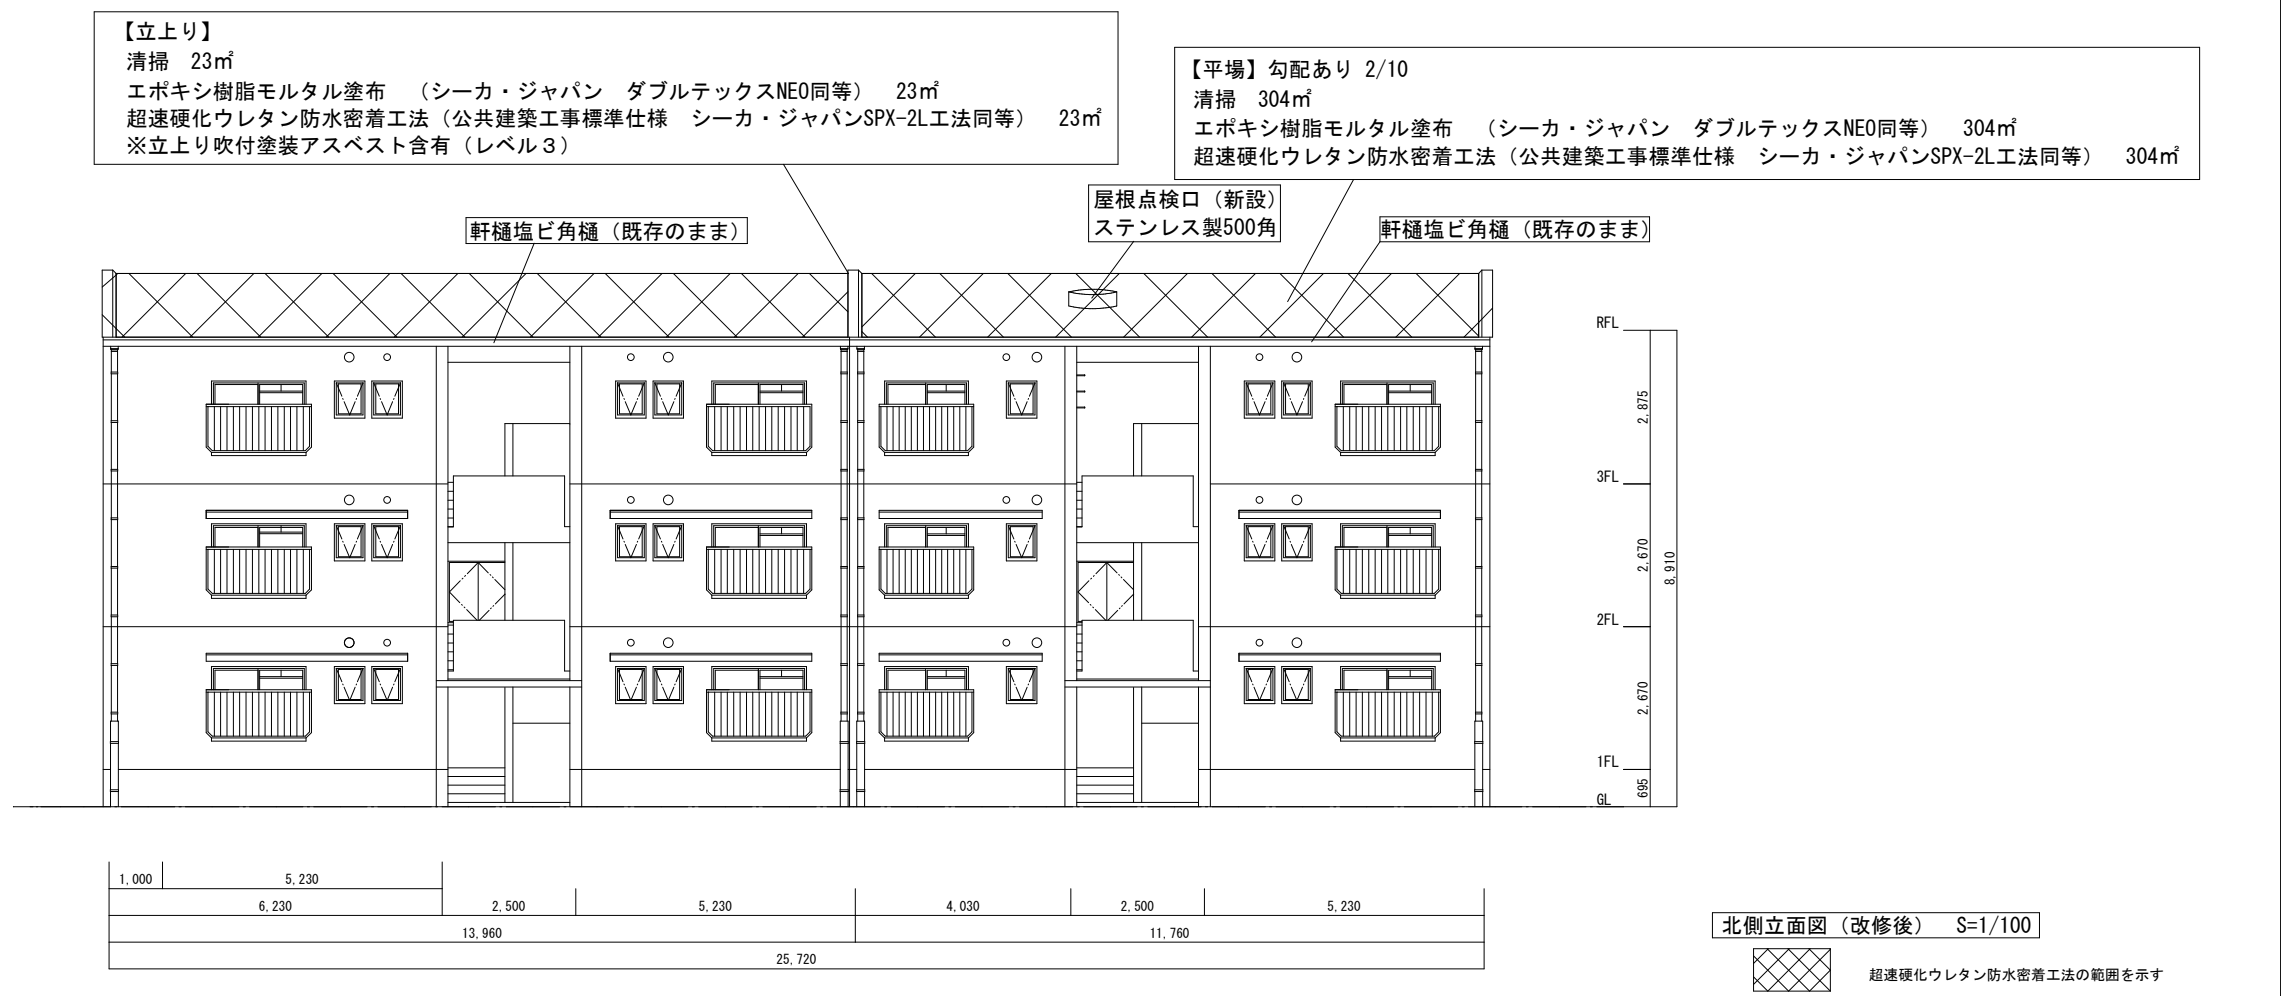 【立上り】
清掃　23㎡
エポキシ樹脂モルタル塗布　（シーカ・ジャパン　ダブルテックスNEO同等）　23㎡
超速硬化ウレタン防水密着工法（公共建築工事標準仕様　シーカ・ジャパンSPX-2L工法同等）　23㎡
※立上り吹付塗装アスベスト含有（レベル３）
【平場】勾配あり 2/10
清掃　304㎡
エポキシ樹脂モルタル塗布　（シーカ・ジャパン　ダブルテックスNEO同等）　304㎡
超速硬化ウレタン防水密着工法（公共建築工事標準仕様　シーカ・ジャパンSPX-2L工法同等）　304㎡
軒樋塩ビ角樋（既存のまま）
屋根点検口（新設）
ステンレス製500角
軒樋塩ビ角樋（既存のまま）
RFL
2,875
3FL
2,670
8,910
2FL
2,670
1FL
695
GL
1,000
5,230
6,230
2,500
5,230
4,030
2,500
5,230
13,960
11,760
25,720
北側立面図（改修後）　S=1/100
超速硬化ウレタン防水密着工法の範囲を示す